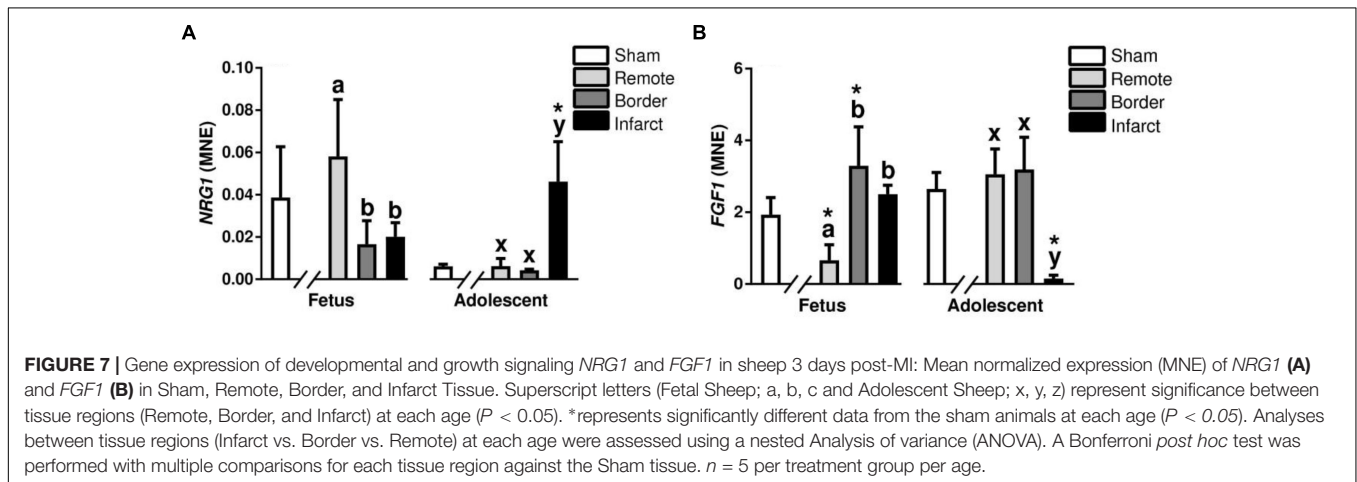 A
Sham
Remote
Border
Infarct
NRG1 (MNE)
0.10
0.08
0.06
0.04
0.02
0.00
a
b
b
x
x
*
y
Fetus
Adolescent
B
Sham
Remote
Border
Infarct
FGF1 (MNE)
6
4
2
0
*
a
*
b
b
x
x
*
y
Fetus
Adolescent
FIGURE 7 | Gene expression of developmental and growth signaling NRG1 and FGF1 in sheep 3 days post-MI: Mean normalized expression (MNE) of NRG1 (A)
and FGF1 (B) in Sham, Remote, Border, and Infarct Tissue. Superscript letters (Fetal Sheep; a, b, c and Adolescent Sheep; x, y, z) represent significance between
tissue regions (Remote, Border, and Infarct) at each age (P < 0.05). *represents significantly different data from the sham animals at each age (P < 0.05). Analyses
between tissue regions (Infarct vs. Border vs. Remote) at each age were assessed using a nested Analysis of variance (ANOVA). A Bonferroni post hoc test was
performed with multiple comparisons for each tissue region against the Sham tissue. n = 5 per treatment group per age.